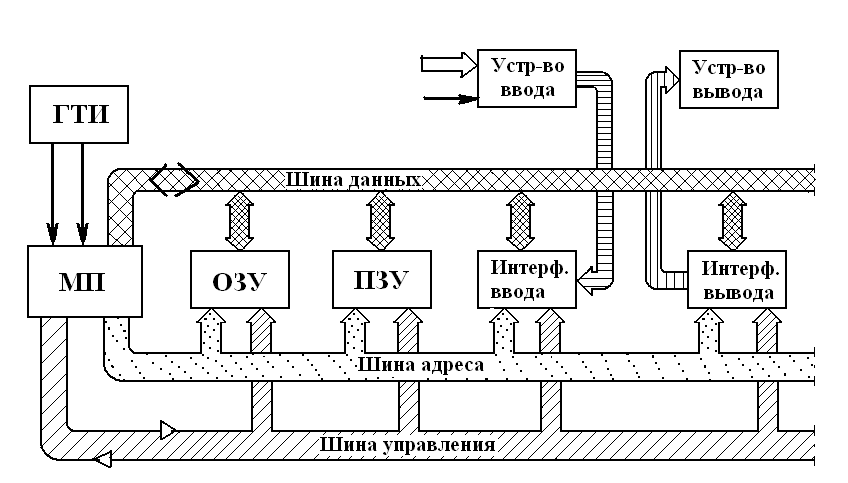 Устр-во
ввода
Устр-во
вывода
ГТИ
Шина данных
МП
ОЗУ
ПЗУ
Интерф.
ввода
Интерф.
вывода
Шина адреса
Шина управления